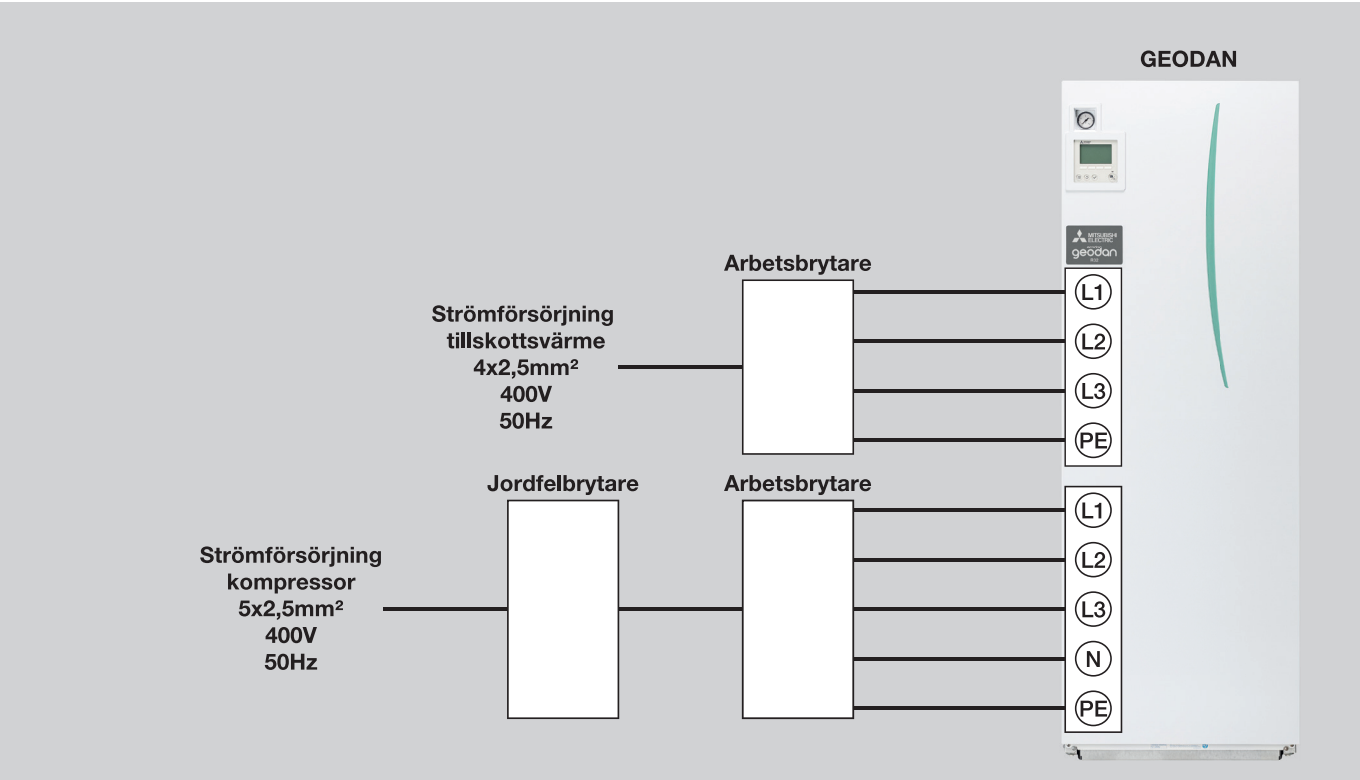 GEODAN
MITSUBISHI
ELECTRIC
geodan
Arbetsbrytare
Strömförsörjning
tillskottsvärme
4x2,5mm²
400V
50Hz
L1
L2
L3
PE
Jordfelbrytare
Arbetsbrytare
Strömförsörjning
kompressor
5x2,5mm²
400V
50Hz
L1
L2
L3
N
PE